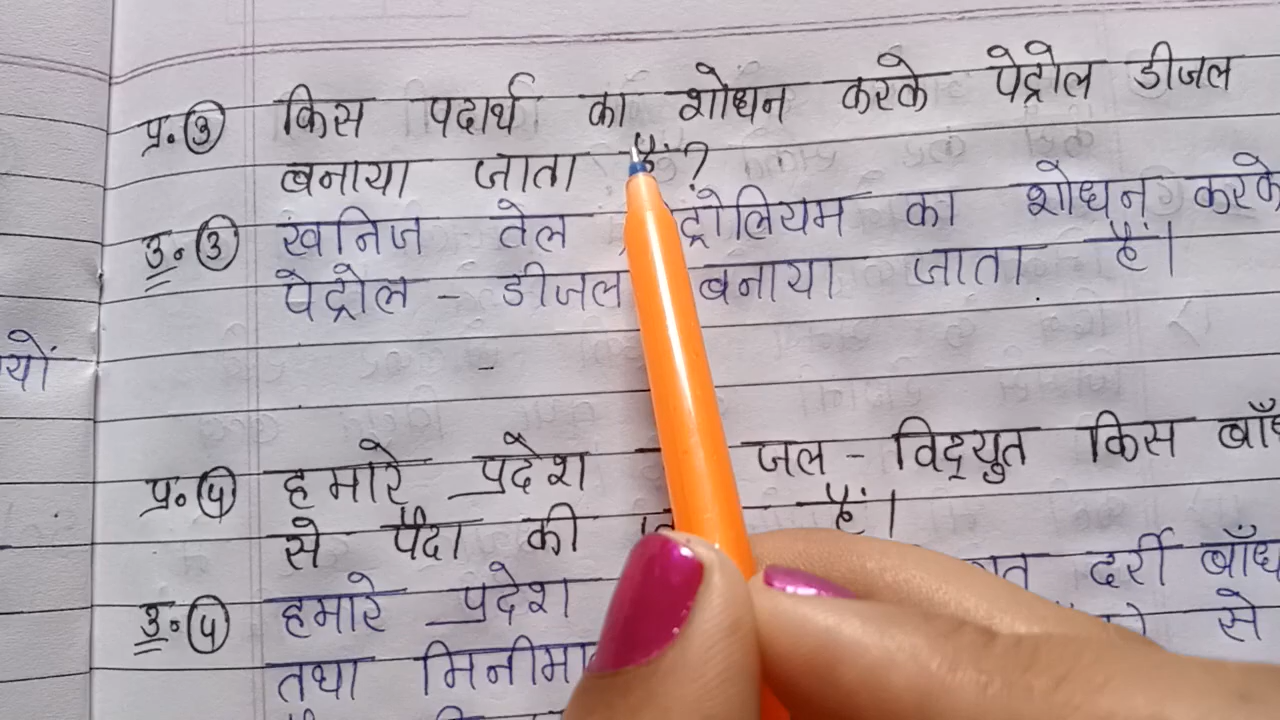 प्र. ③ किस पदार्थ का शोधन करके पेट्रोल डीजल
बनाया जाता हैं?
उ. ③ खनिज तेल पेट्रोलियम का शोधन करके
पेट्रोल - डीजल बनाया जाता हैं।
यों
प्र. ④ हमारे प्रदेश जल - विद्युत किस बाँध
से पैदा की हैं।
उ. ④ हमारे प्रदेश दर्री बाँध
तथा से